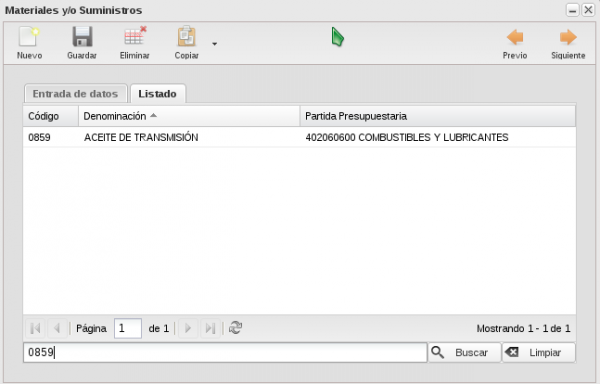 Materiales y/o Suministros
Nuevo Guardar Eliminar Copiar Previo Siguiente
Entrada de datos Listado
Código Denominación Partida Presupuestaria
0859 ACEITE DE TRANSMISIÓN 402060600 COMBUSTIBLES Y LUBRICANTES
Página 1 de 1 Mostrando 1 - 1 de 1
0859 Buscar Limpiar